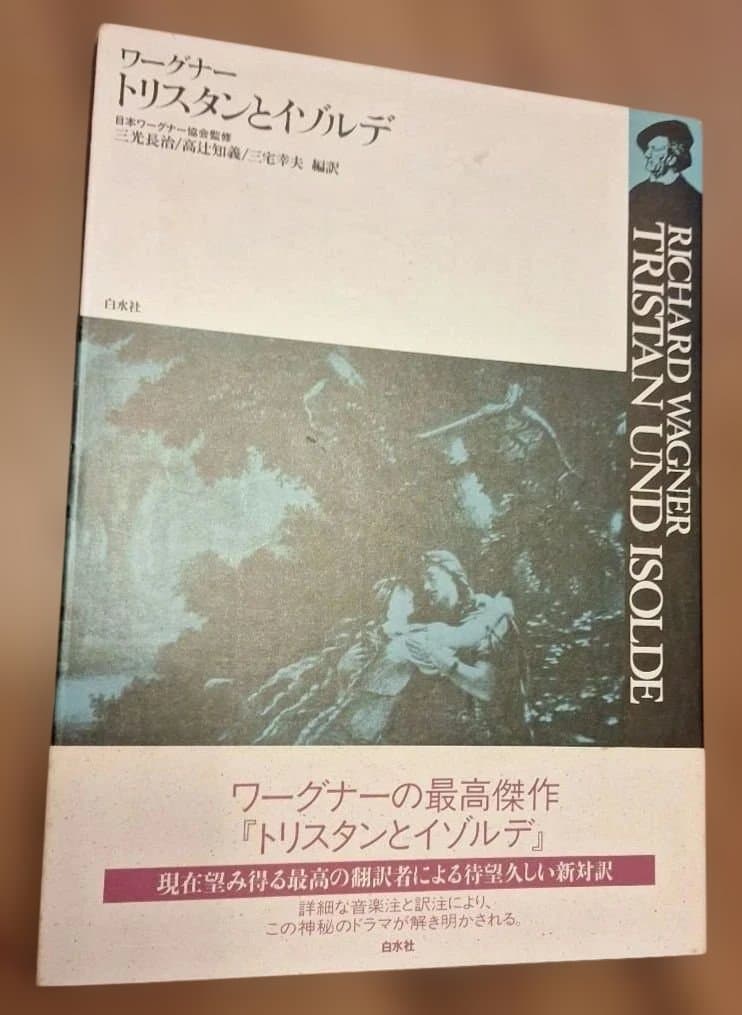 ワーグナー
トリスタンとイゾルデ
日本ワーグナー協会監修
三光長治/高辻知義/三宅幸夫 編訳
白水社
RICHARD WAGNER
TRISTAN UND ISOLDE
ワーグナーの最高傑作
『トリスタンとイゾルデ』
現在望み得る最高の翻訳者による待望久しい新対訳
詳細な音楽注と訳注により、
この神秘のドラマが解き明かされる。
白水社